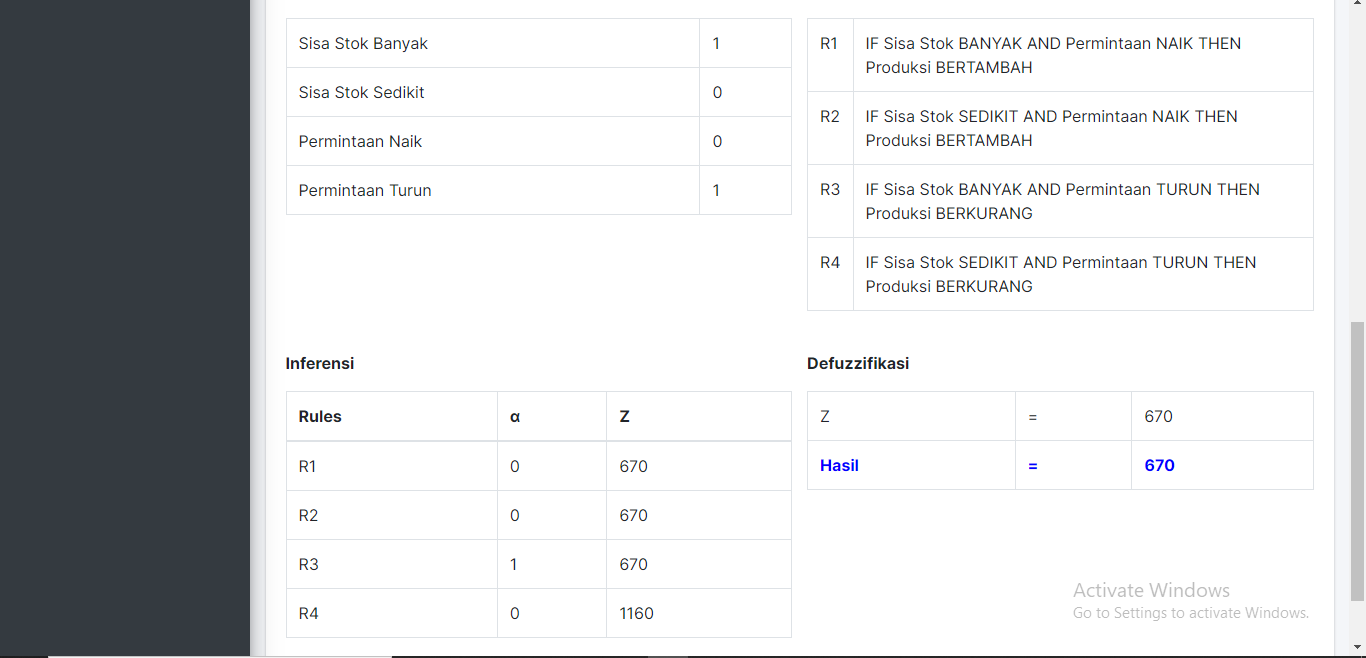 Sisa Stok Banyak 1
Sisa Stok Sedikit 0
Permintaan Naik 0
Permintaan Turun 1
R1 IF Sisa Stok BANYAK AND Permintaan NAIK THEN
Produksi BERTAMBAH
R2 IF Sisa Stok SEDIKIT AND Permintaan NAIK THEN
Produksi BERTAMBAH
R3 IF Sisa Stok BANYAK AND Permintaan TURUN THEN
Produksi BERKURANG
R4 IF Sisa Stok SEDIKIT AND Permintaan TURUN THEN
Produksi BERKURANG
Inferensi
Rules α Z
R1 0 670
R2 0 670
R3 1 670
R4 0 1160
Defuzzifikasi
Z = 670
Hasil = 670
Activate Windows
Go to Settings to activate Windows.